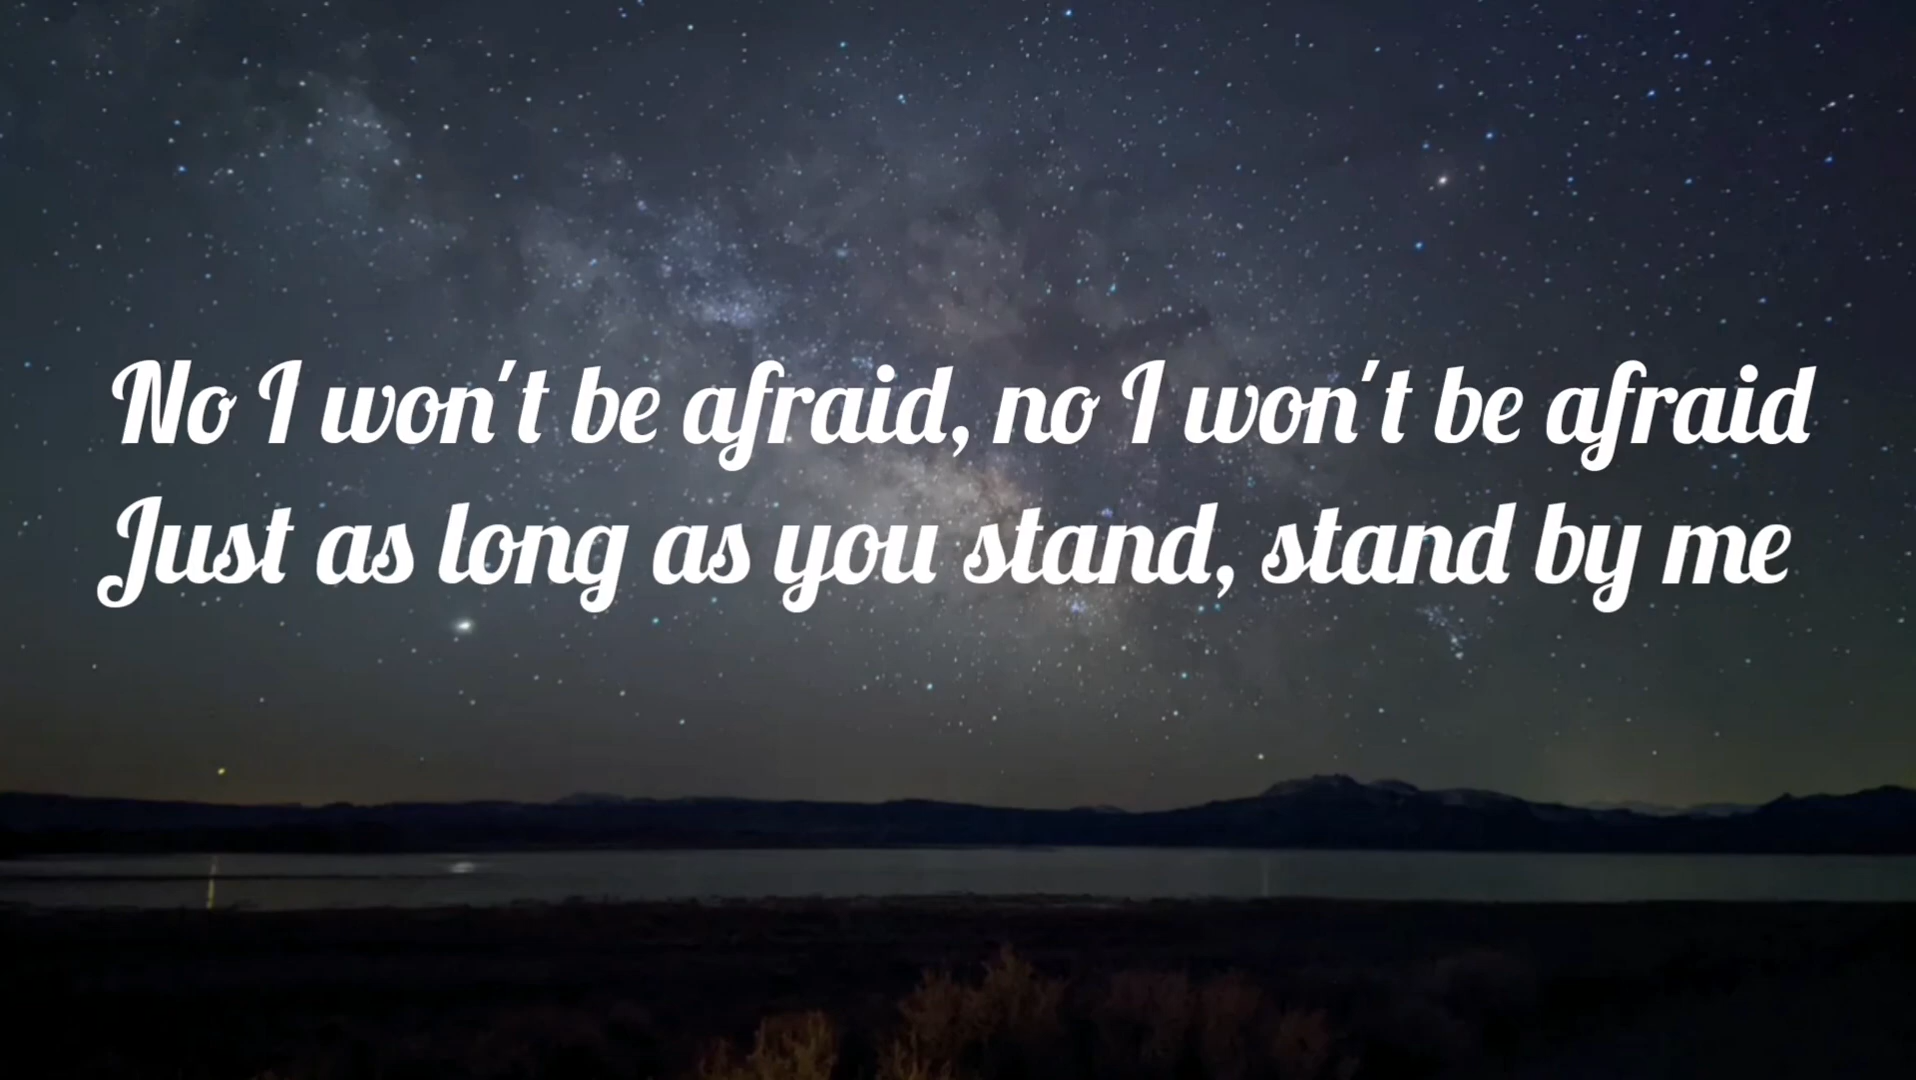 No I won't be afraid, no I won't be afraid
Just as long as you stand, stand by me